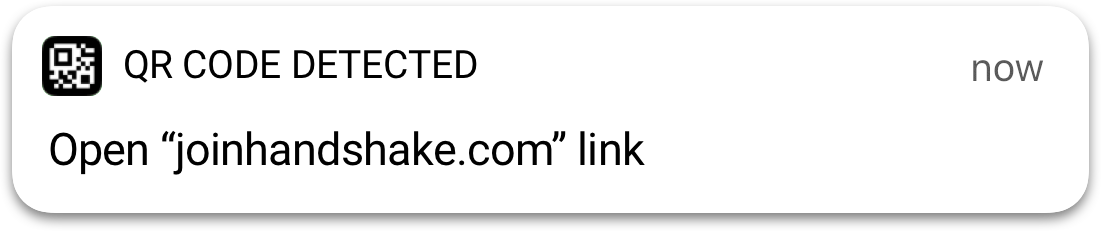 QR CODE DETECTED now
Open “joinhandshake.com” link